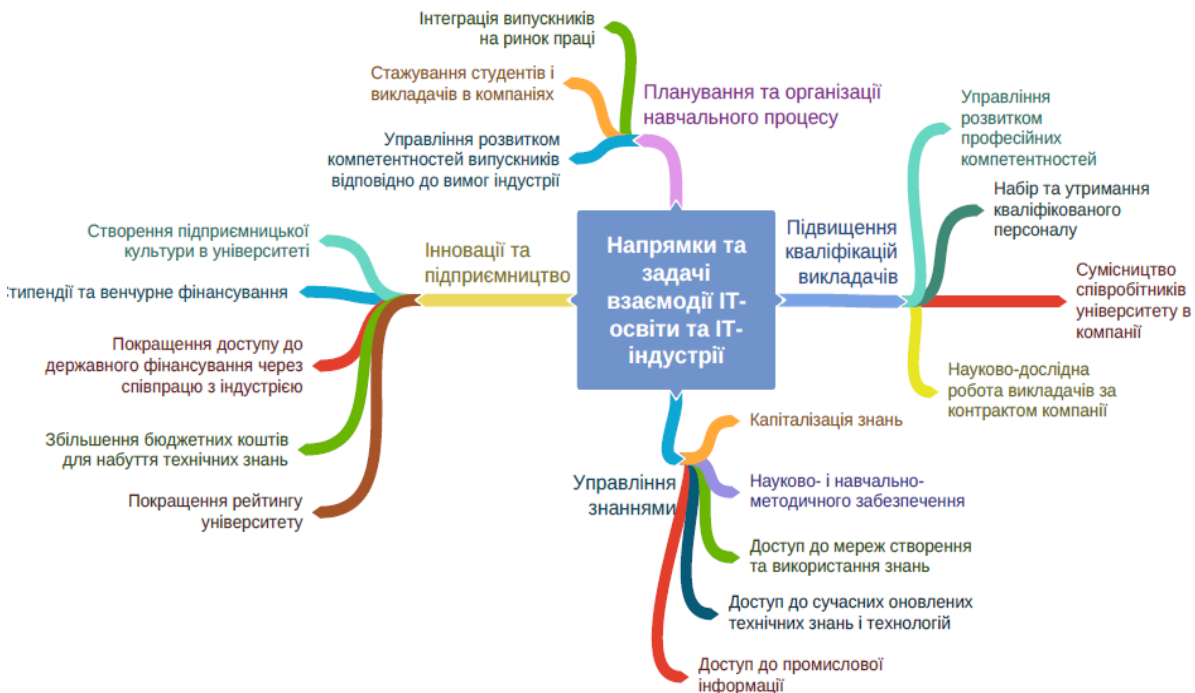 Інтеграція випускників
на ринок праці
Стажування студентів і
викладачів в компаніях
Управління розвитком
компетентностей випускників
відповідно до вимог індустрії
Планування та організації
навчального процесу
Управління
розвитком
професійних
компетентностей
Набір та утримання
кваліфікованого
персоналу
Сумісництво
співробітників
університету в
компанії
Науково-дослідна
робота викладачів за
контрактом компанії
Підвищення
кваліфікацій
викладачів
Напрямки та
задачі
взаємодії ІТ-
освіти та ІТ-
індустрії
Інновації та
підприємництво
Створення підприємницької
культури в університеті
типендії та венчурне фінансування
Покращення доступу до
державного фінансування через
співпрацю з індустрією
Збільшення бюджетних коштів
для набуття технічних знань
Покращення рейтингу
університету
Управління
знаннями
Капіталізація знань
Науково- і навчально-
методичного забезпечення
Доступ до мереж створення
та використання знань
Доступ до сучасних оновлених
технічних знань і технологій
Доступ до промислової
інформації